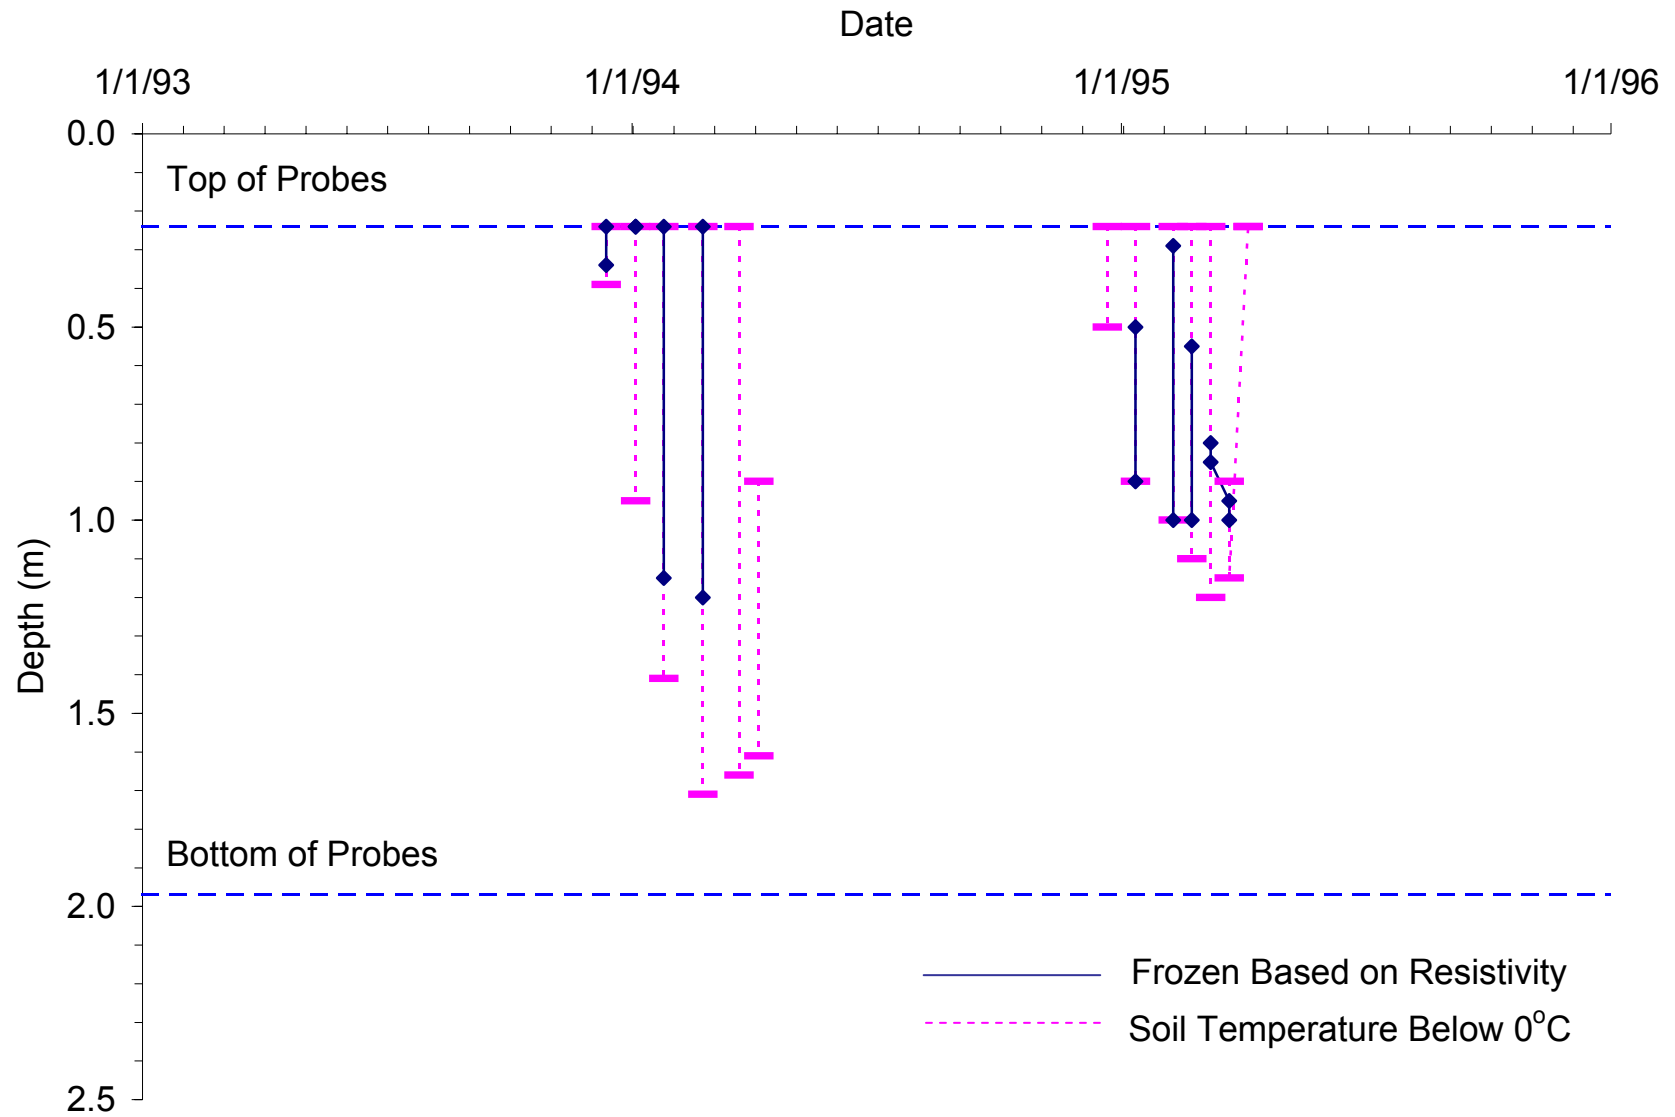 Date
1/1/93 1/1/94 1/1/95 1/1/96
0.0
Top of Probes
0.5
1.0
Depth (m)
1.5
Bottom of Probes
2.0
Frozen Based on Resistivity
Soil Temperature Below 0°C
2.5